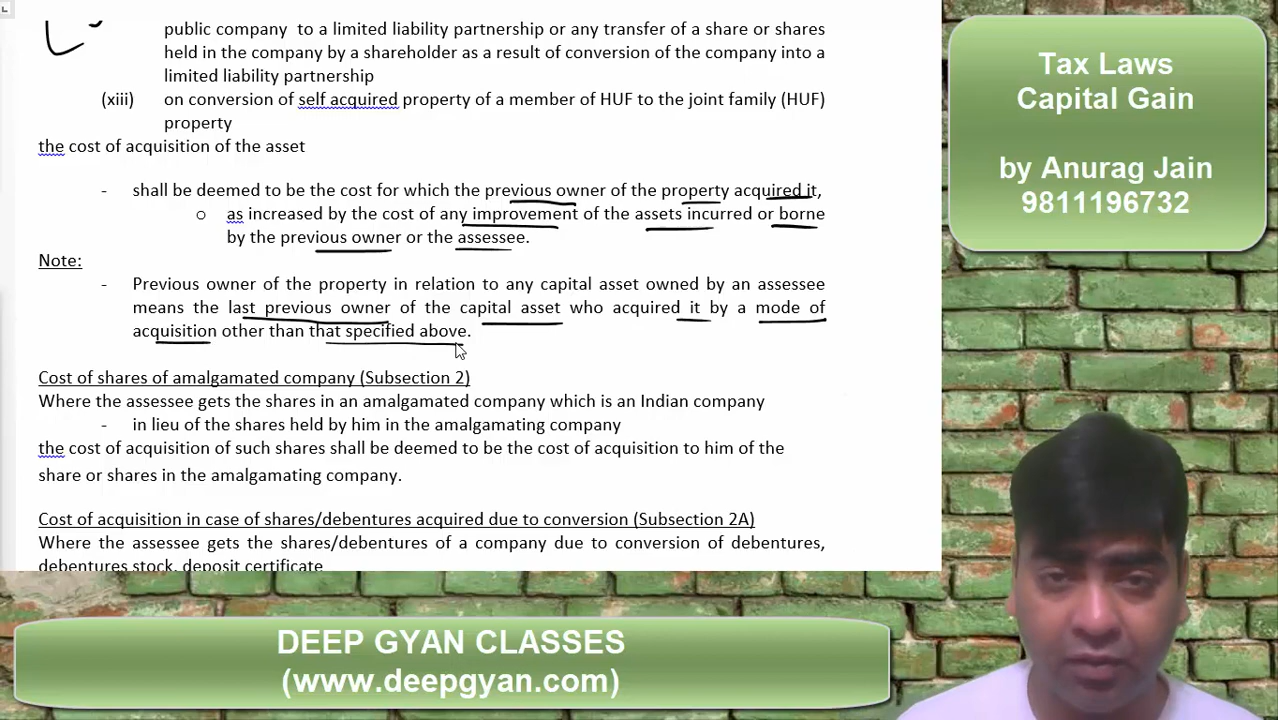 public company to a limited liability partnership or any transfer of a share or shares
held in the company by a shareholder as a result of conversion of the company into a
limited liability partnership
(xiii) on conversion of self acquired property of a member of HUF to the joint family (HUF)
property
the cost of acquisition of the asset
- shall be deemed to be the cost for which the previous owner of the property acquired it,
o as increased by the cost of any improvement of the assets incurred or borne
by the previous owner or the assessee.
Note:
- Previous owner of the property in relation to any capital asset owned by an assessee
means the last previous owner of the capital asset who acquired it by a mode of
acquisition other than that specified above.
Cost of shares of amalgamated company (Subsection 2)
Where the assessee gets the shares in an amalgamated company which is an Indian company
- in lieu of the shares held by him in the amalgamating company
the cost of acquisition of such shares shall be deemed to be the cost of acquisition to him of the
share or shares in the amalgamating company.
Cost of acquisition in case of shares/debentures acquired due to conversion (Subsection 2A)
Where the assessee gets the shares/debentures of a company due to conversion of debentures,
debentures stock, deposit certificate
Tax Laws
Capital Gain
by Anurag Jain
9811196732
DEEP GYAN CLASSES
(www.deepgyan.com)